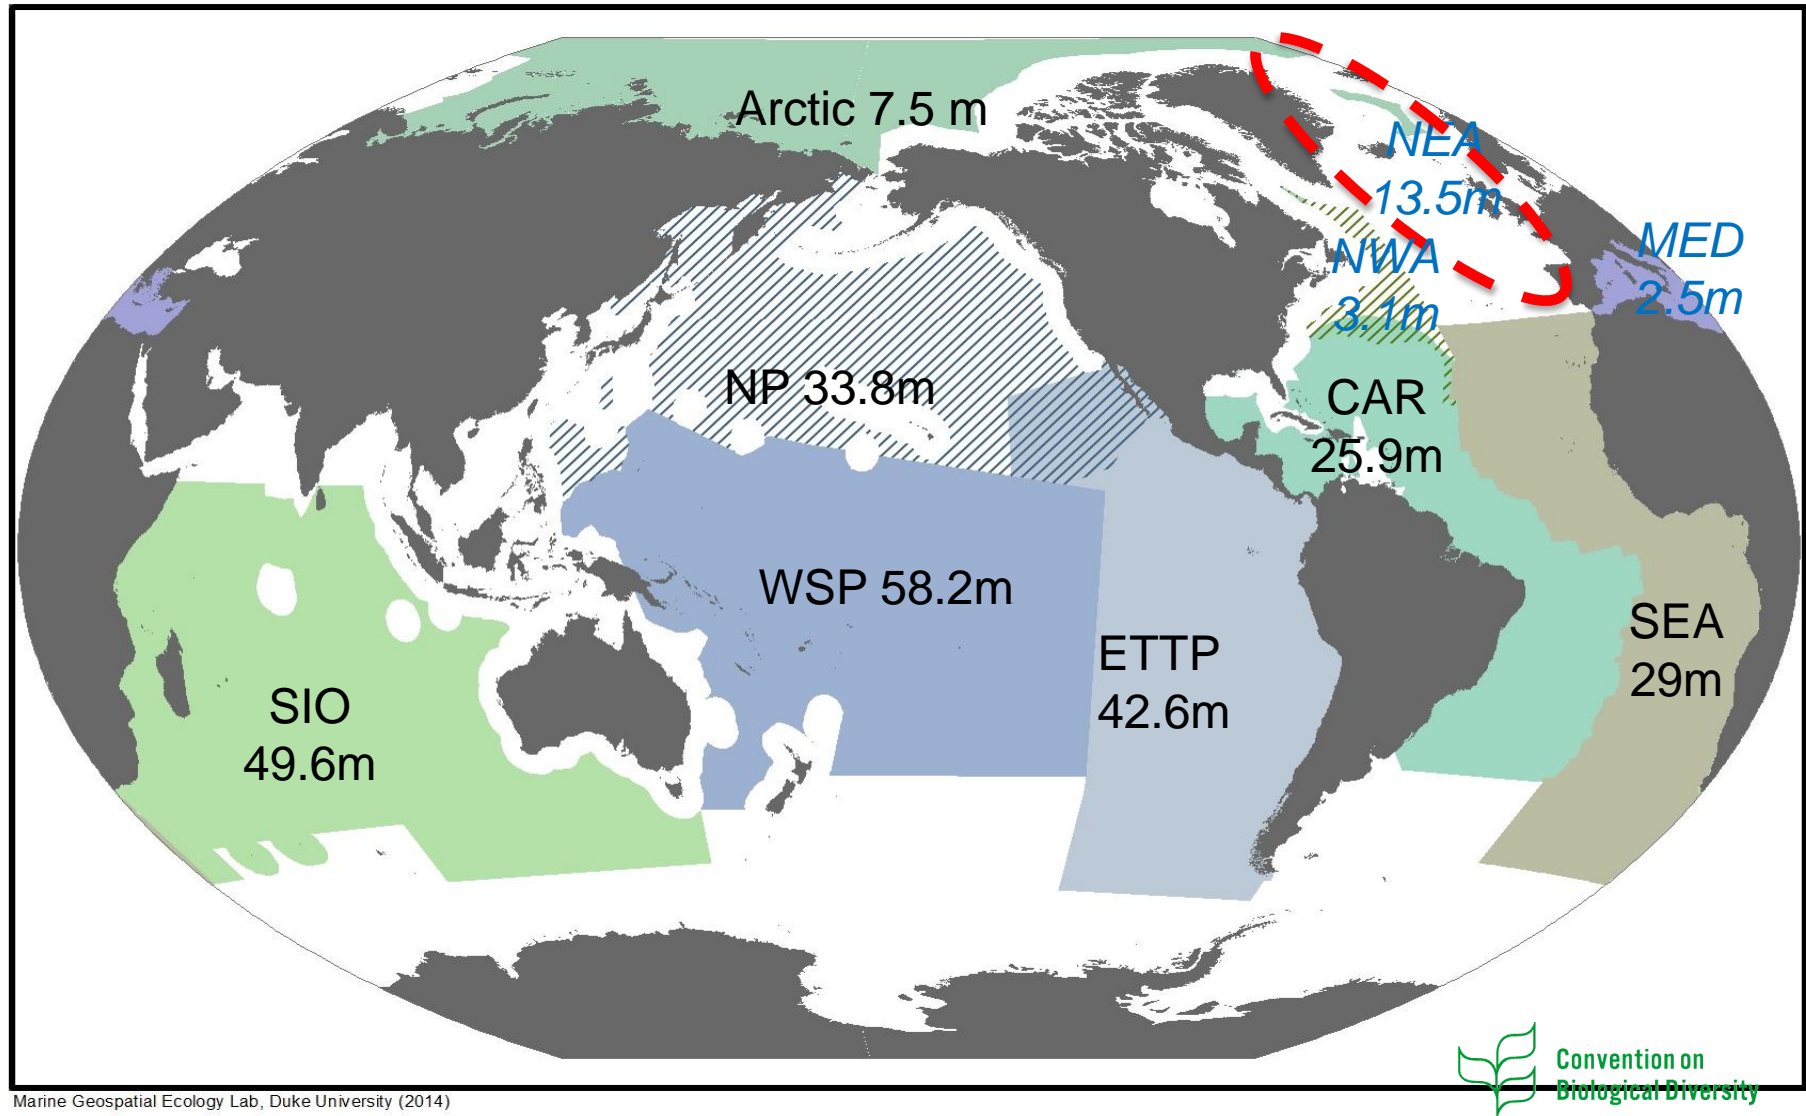 Arctic 7.5 m
NEA
13.5m
NWA
3.1m
MED
2.5m
NP 33.8m
CAR
25.9m
WSP 58.2m
ETTP
42.6m
SEA
29m
SIO
49.6m
Convention on
Biological Diversity
Marine Geospatial Ecology Lab, Duke University (2014)